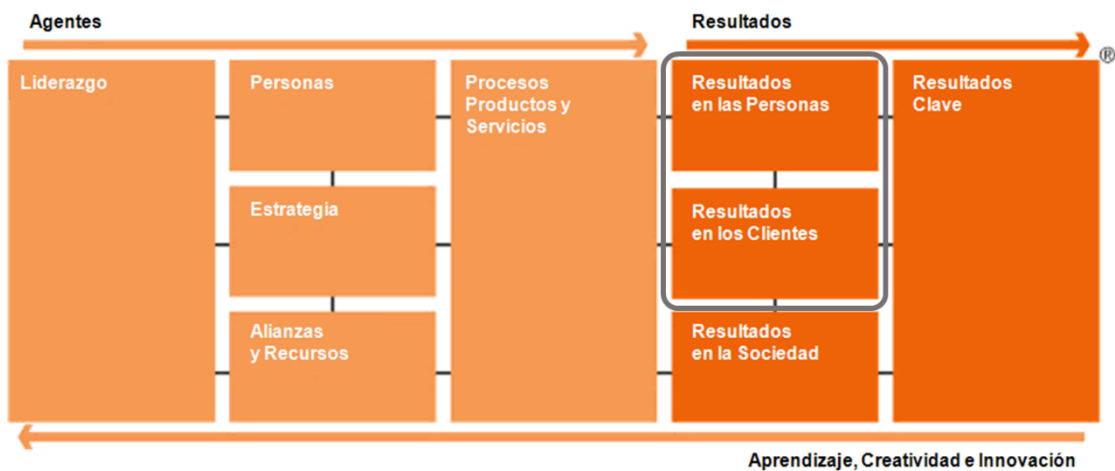 Agentes
Resultados
®
Liderazgo
Personas
Procesos
Productos y
Servicios
Resultados
en las Personas
Resultados
Clave
Estrategia
Resultados
en los Clientes
Alianzas
y Recursos
Resultados
en la Sociedad
Aprendizaje, Creatividad e Innovación